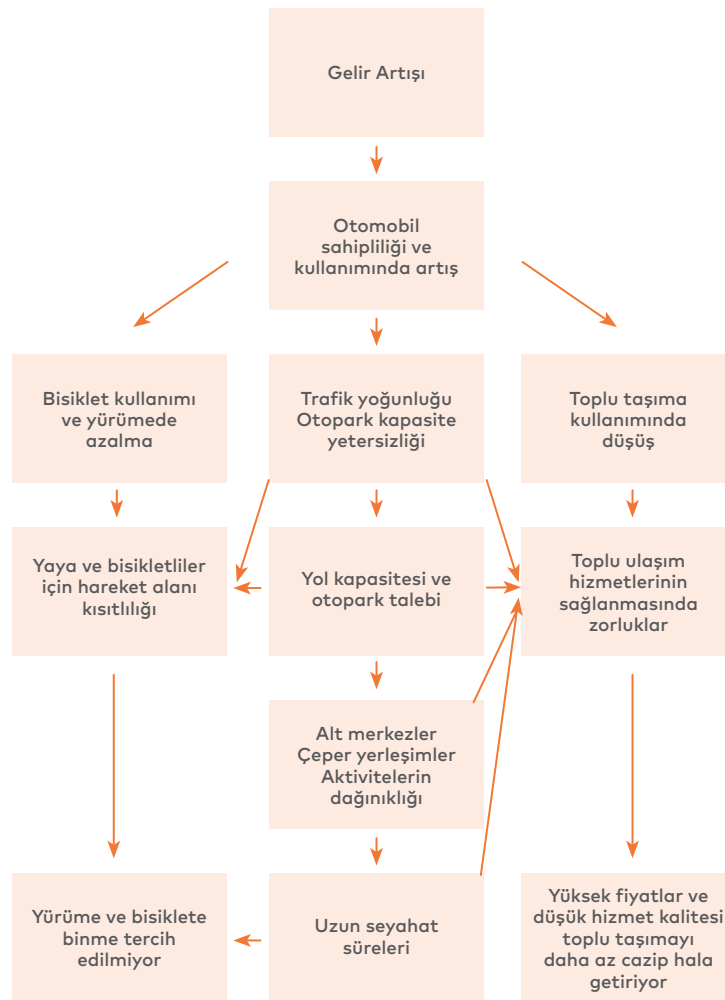 Gelir Artışı
Otomobil
sahipliliği ve
kullanımında artış
Bisiklet kullanımı
ve yürümede
azalma
Trafik yoğunluğu
Otopark kapasite
yetersizliği
Toplu taşıma
kullanımında
düşüş
Yaya ve bisikletliler
için hareket alanı
kısıtlılığı
Yol kapasitesi ve
otopark talebi
Toplu ulaşım
hizmetlerinin
sağlanmasında
zorluklar
Alt merkezler
Çeper yerleşimler
Aktivitelerin
dağınıklığı
Yürüme ve bisiklete
binme tercih
edilmiyor
Uzun seyahat
süreleri
Yüksek fiyatlar ve
düşük hizmet kalitesi
toplu taşımayı
daha az cazip hala
getiriyor